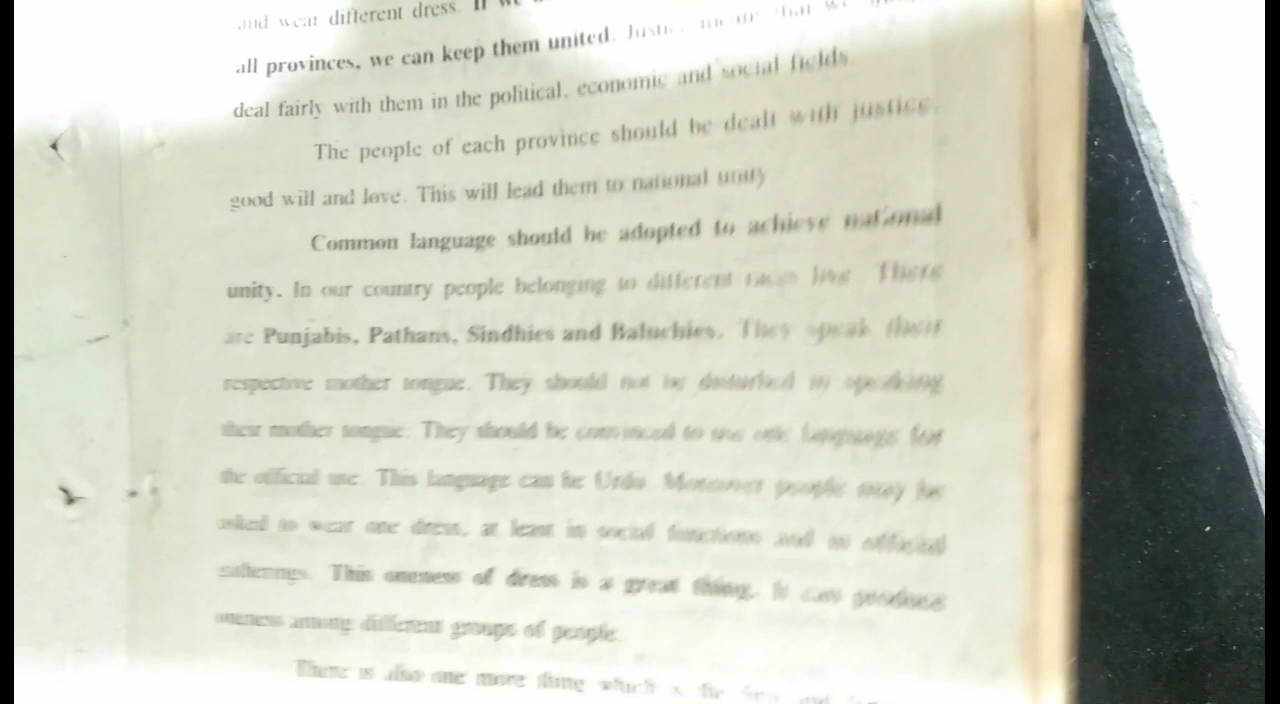 and wear different dress. If we
all provinces, we can keep them united. Justice means that we
deal fairly with them in the political, economic and social fields.
The people of each province should be dealt with justice,
good will and love. This will lead them to national unity
Common language should be adopted to achieve national
unity. In our country people belonging to different races live. There
are Punjabis, Pathans, Sindhies and Baluchies. They speak their
respective mother tongue. They should not be disturbed in speaking
their mother tongue. They should be convinced to use one language for
the official use. This language can be Urdu. Moreover people may be
asked to wear one dress, at least in social functions and in official
gatherings. This oneness of dress is a great thing. It can produce
oneness among different groups of people.
There is also one more thing which is the